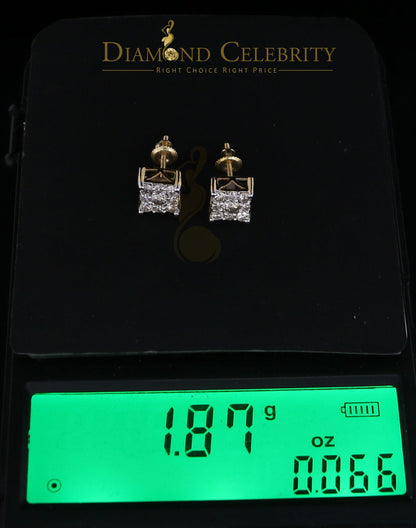 DIAMOND CELEBRITY
RIGHT CHOICE RIGHT PRICE
1.87 g
oz
0.066